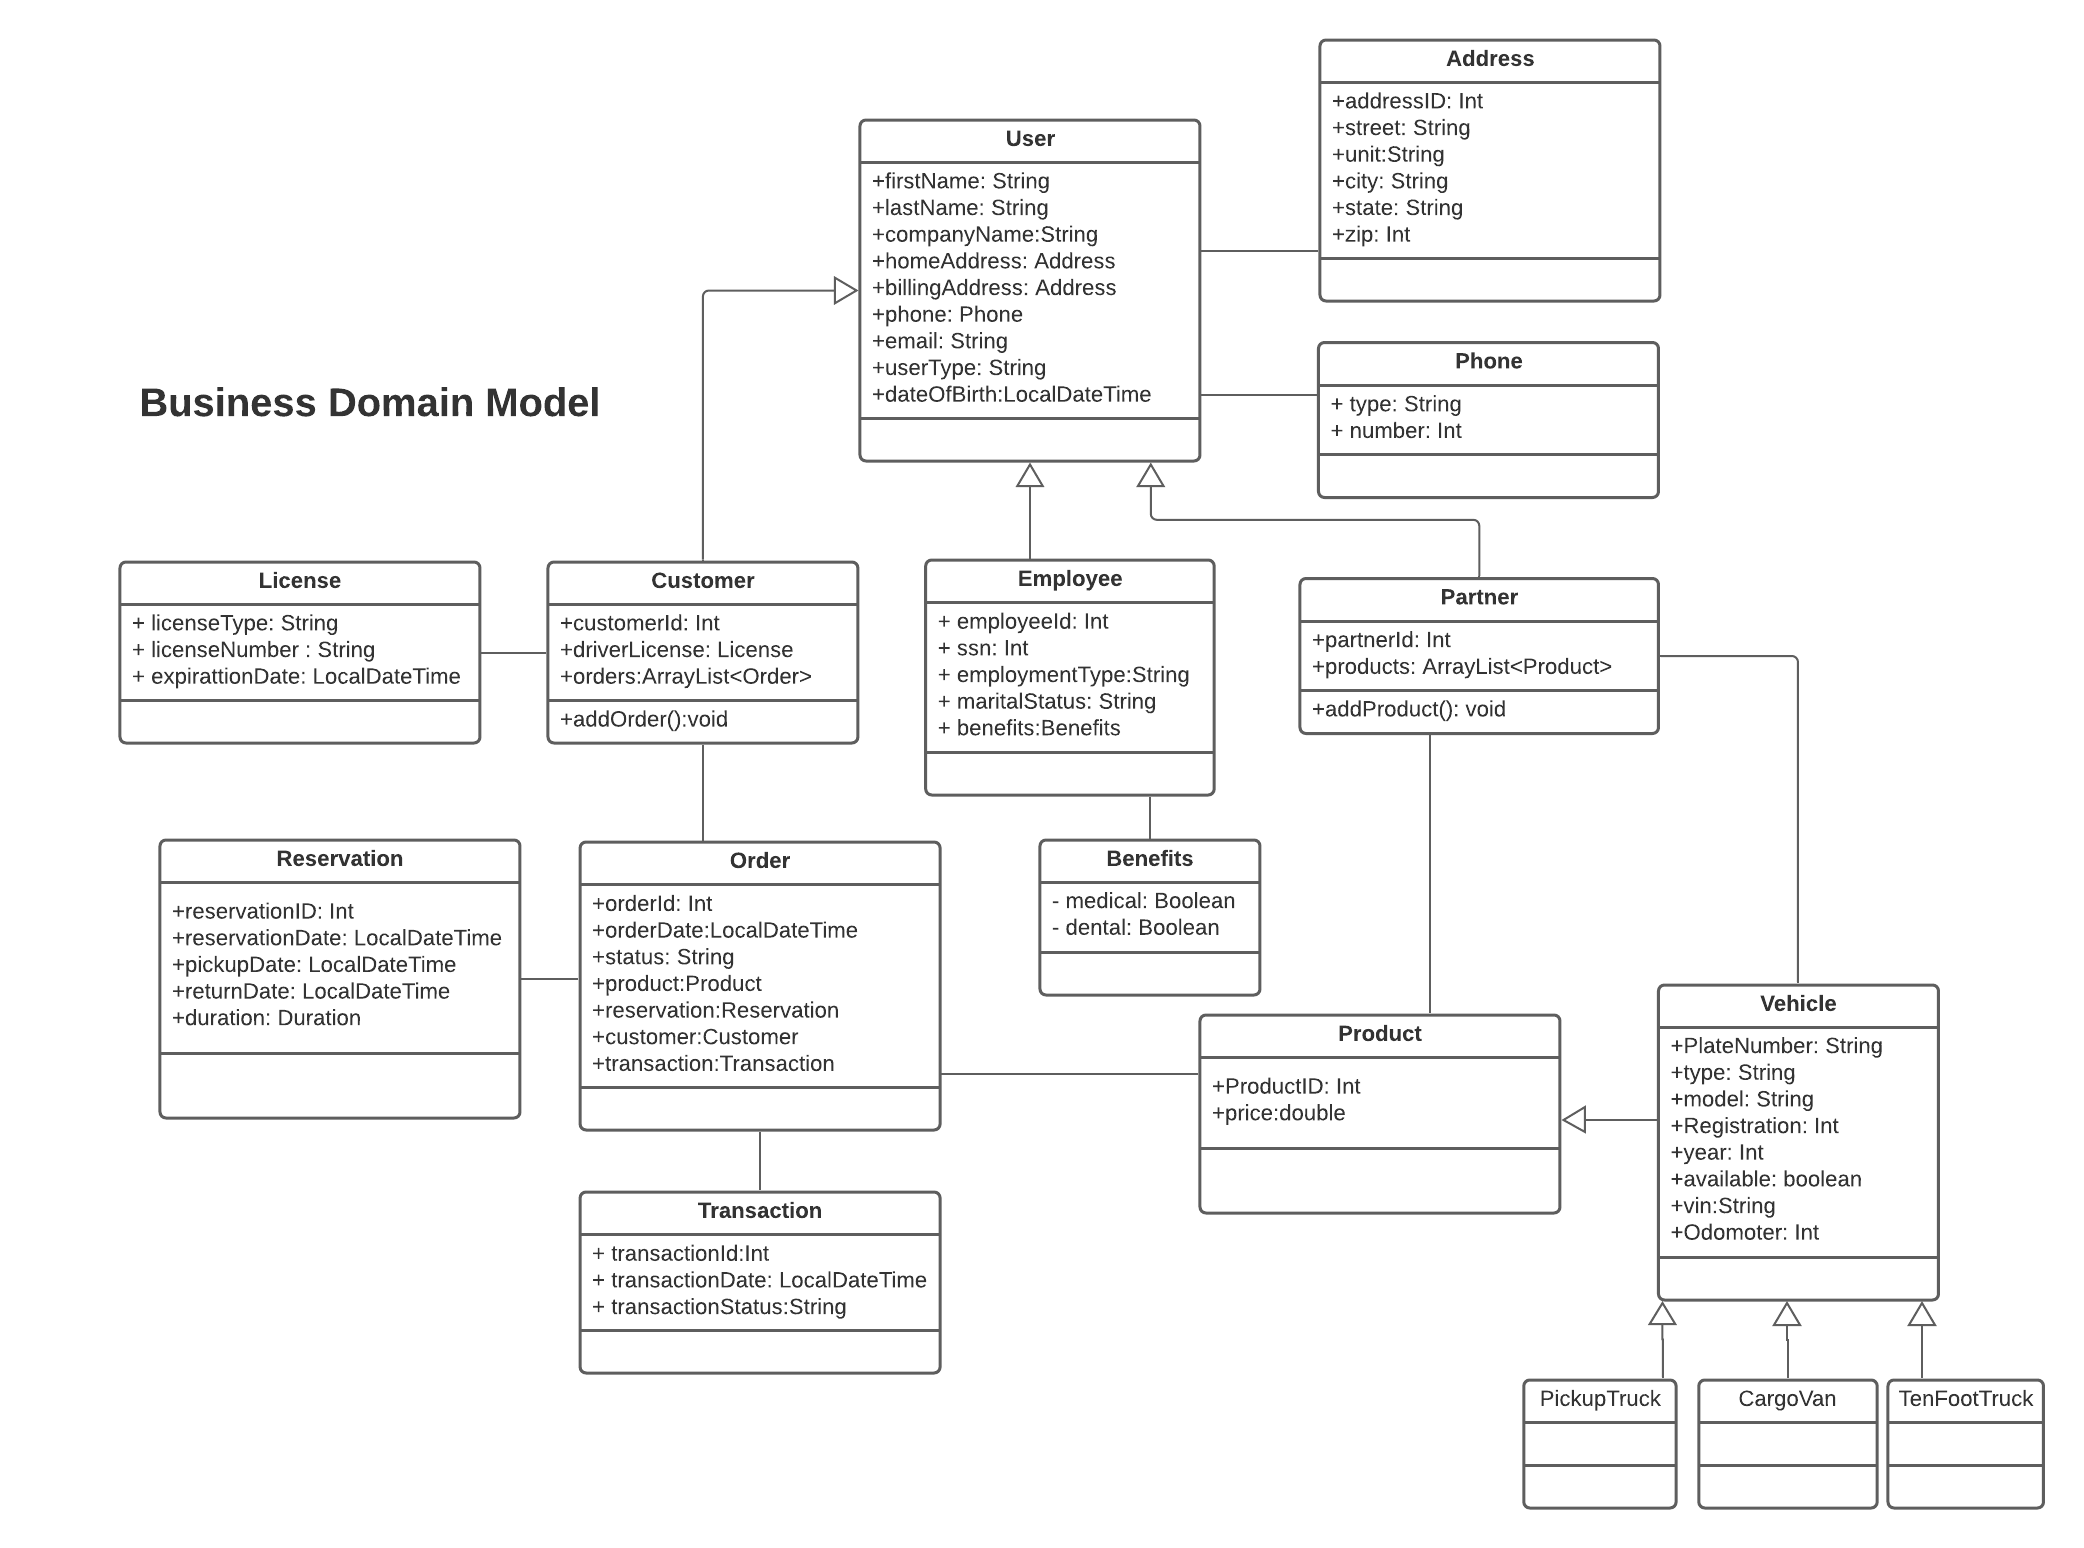 Business Domain Model
Address
+addressID: Int
+street: String
+unit:String
+city: String
+state: String
+zip: Int
User
+firstName: String
+lastName: String
+companyName:String
+homeAddress: Address
+billingAddress: Address
+phone: Phone
+email: String
+userType: String
+dateOfBirth:LocalDateTime
Phone
+ type: String
+ number: Int
License
+ licenseType: String
+ licenseNumber : String
+ expirattionDate: LocalDateTime
Customer
+customerId: Int
+driverLicense: License
+orders:ArrayList<Order>
+addOrder():void
Employee
+ employeeId: Int
+ ssn: Int
+ employmentType:String
+ maritalStatus: String
+ benefits:Benefits
Partner
+partnerId: Int
+products: ArrayList<Product>
+addProduct(): void
Reservation
+reservationID: Int
+reservationDate: LocalDateTime
+pickupDate: LocalDateTime
+returnDate: LocalDateTime
+duration: Duration
Order
+orderId: Int
+orderDate:LocalDateTime
+status: String
+product:Product
+reservation:Reservation
+customer:Customer
+transaction:Transaction
Benefits
- medical: Boolean
- dental: Boolean
Product
+ProductID: Int
+price:double
Vehicle
+PlateNumber: String
+type: String
+model: String
+Registration: Int
+year: Int
+available: boolean
+vin:String
+Odomoter: Int
Transaction
+ transactionId:Int
+ transactionDate: LocalDateTime
+ transactionStatus:String
PickupTruck
CargoVan
TenFootTruck